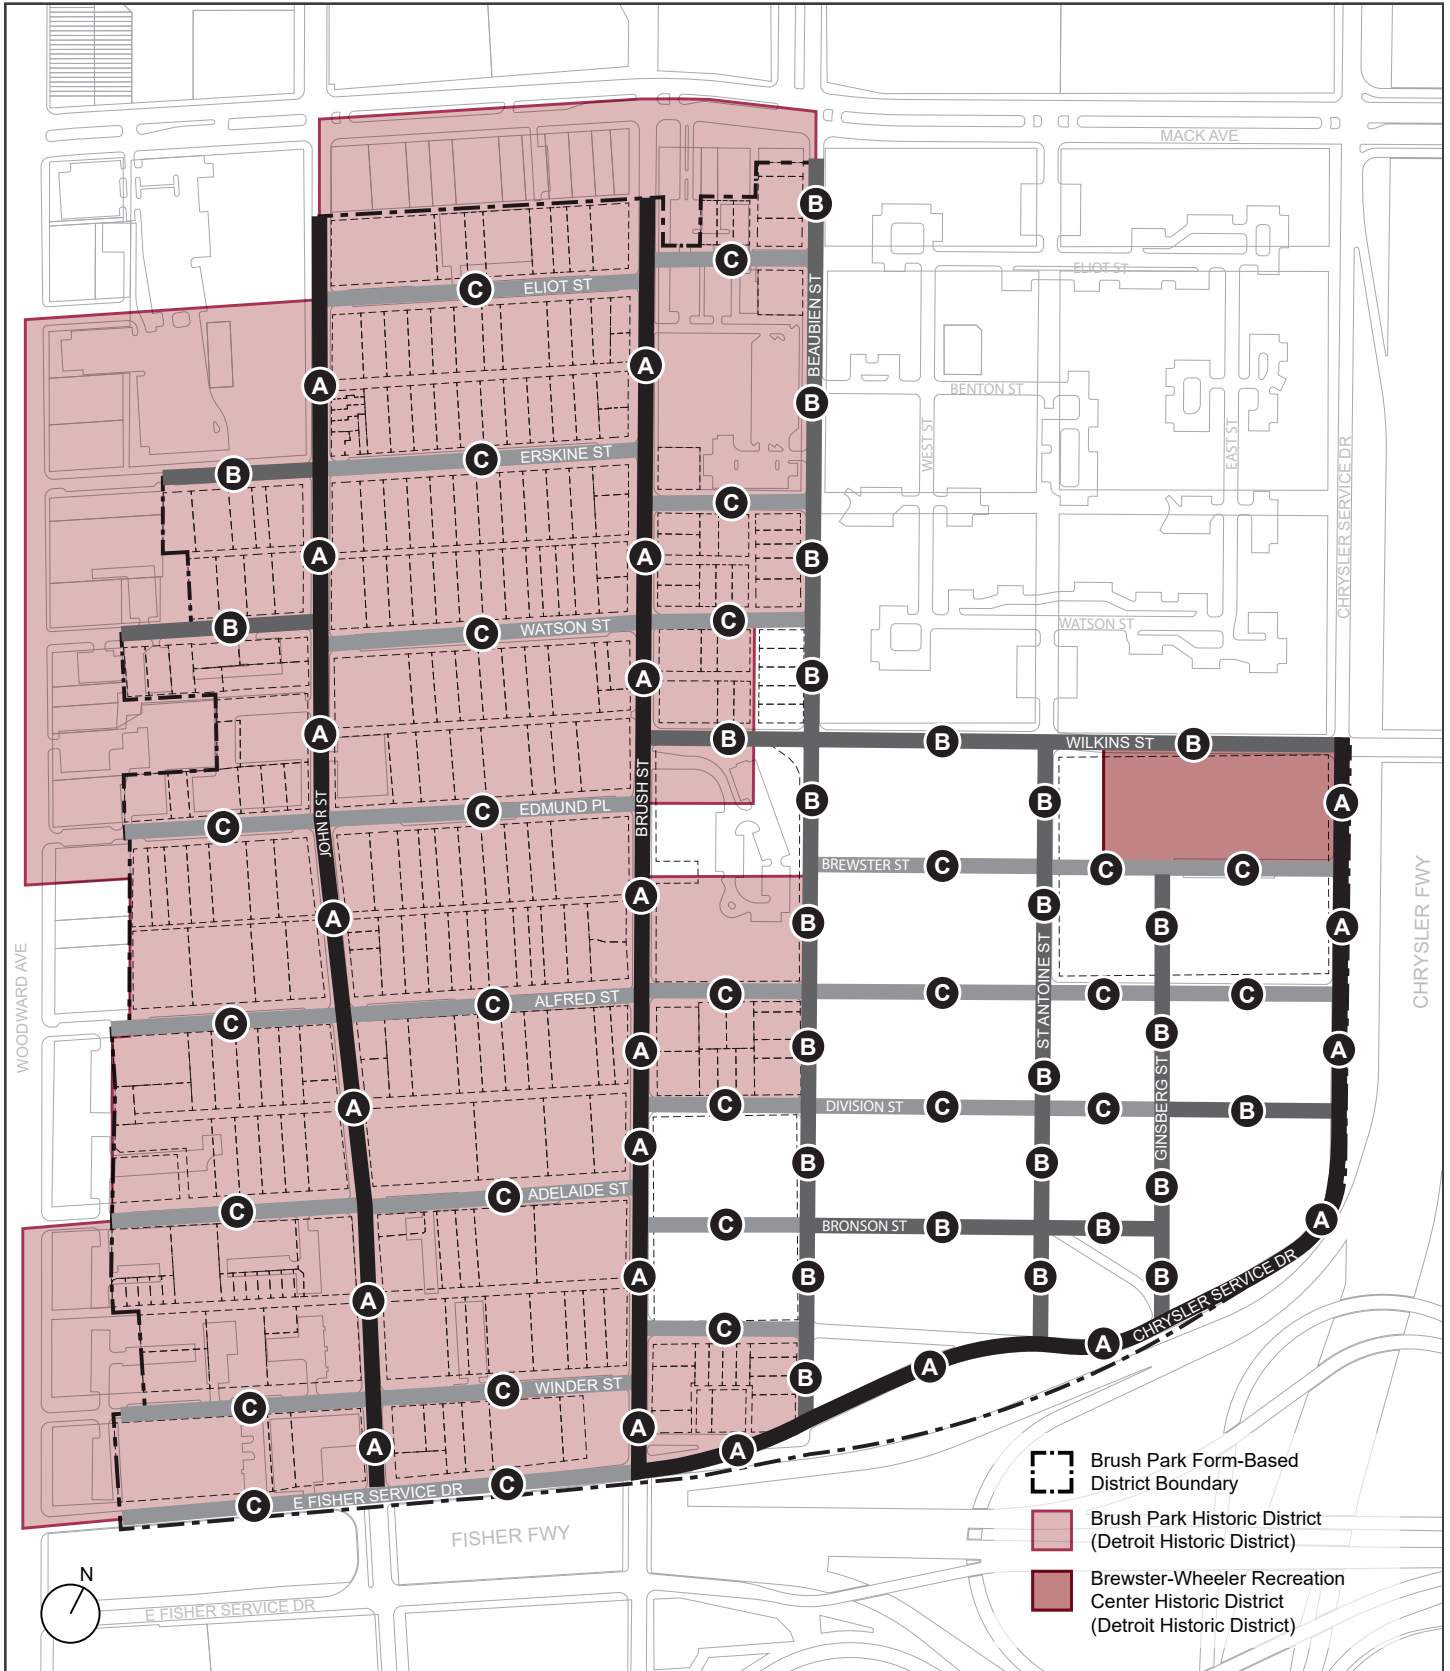 MACK AVE
B
C
ELIOT ST
BEAUBIEN ST
C
ELIOT ST
A
A
B
BENTON ST
WEST ST
EAST ST
CHRYSLER SERVICE DR
B
C
ERSKINE ST
C
A
A
B
B
C
WATSON ST
C
WATSON ST
A
B
A
B
B
WILKINS ST
B
JOHN R ST
BRUSH ST
C
C
EDMUND PL
B
B
A
BREWSTER ST
C
C
C
CHRYSLER FWY
A
A
B
B
B
A
WOODWARD AVE
ST ANTOINE ST
C
C
ALFRED ST
C
C
C
C
A
B
B
A
B
GINSBERG ST
A
C
DIVISION ST
C
C
B
A
B
B
B
C
C
ADELAIDE ST
C
BRONSON ST
B
B
A
A
A
B
B
B
CHRYSLER SERVICE DR
C
A
A
C
C
WINDER ST
B
A
A
A
C
E FISHER SERVICE DR
C
FISHER FWY
Brush Park Form-Based
District Boundary
Brush Park Historic District
(Detroit Historic District)
Brewster-Wheeler Recreation
Center Historic District
(Detroit Historic District)
N
E FISHER SERVICE DR